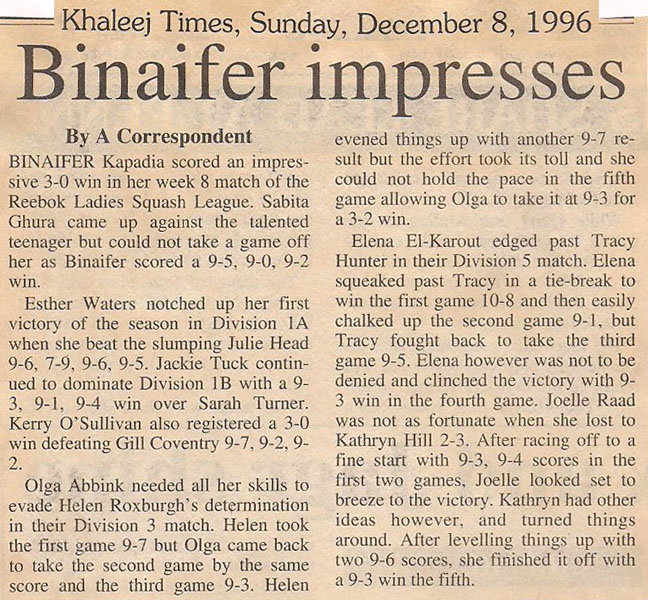 Khaleej Times, Sunday, December 8, 1996
Binaifer impresses
By A Correspondent
BINAIFER Kapadia scored an impres-
sive 3-0 win in her week 8 match of the
Reebok Ladies Squash League. Sabita
Ghura came up against the talented
teenager but could not take a game off
her as Binaifer scored a 9-5, 9-0, 9-2
win.
Esther Waters notched up her first
victory of the season in Division 1A
when she beat the slumping Julie Head
9-6, 7-9, 9-6, 9-5. Jackie Tuck contin-
ued to dominate Division 1B with a 9-
3, 9-1, 9-4 win over Sarah Turner.
Kerry O'Sullivan also registered a 3-0
win defeating Gill Coventry 9-7, 9-2, 9-
2.
Olga Abbink needed all her skills to
evade Helen Roxburgh's determination
in their Division 3 match. Helen took
the first game 9-7 but Olga came back
to take the second game by the same
score and the third game 9-3. Helen
evened things up with another 9-7 re-
sult but the effort took its toll and she
could not hold the pace in the fifth
game allowing Olga to take it at 9-3 for
a 3-2 win.
Elena El-Karout edged past Tracy
Hunter in their Division 5 match. Elena
squeaked past Tracy in a tie-break to
win the first game 10-8 and then easily
chalked up the second game 9-1, but
Tracy fought back to take the third
game 9-5. Elena however was not to be
denied and clinched the victory with 9-
3 win in the fourth game. Joelle Raad
was not as fortunate when she lost to
Kathryn Hill 2-3. After racing off to a
fine start with 9-3, 9-4 scores in the
first two games, Joelle looked set to
breeze to the victory. Kathryn had other
ideas however, and turned things
around. After levelling things up with
two 9-6 scores, she finished it off with
a 9-3 win the fifth.